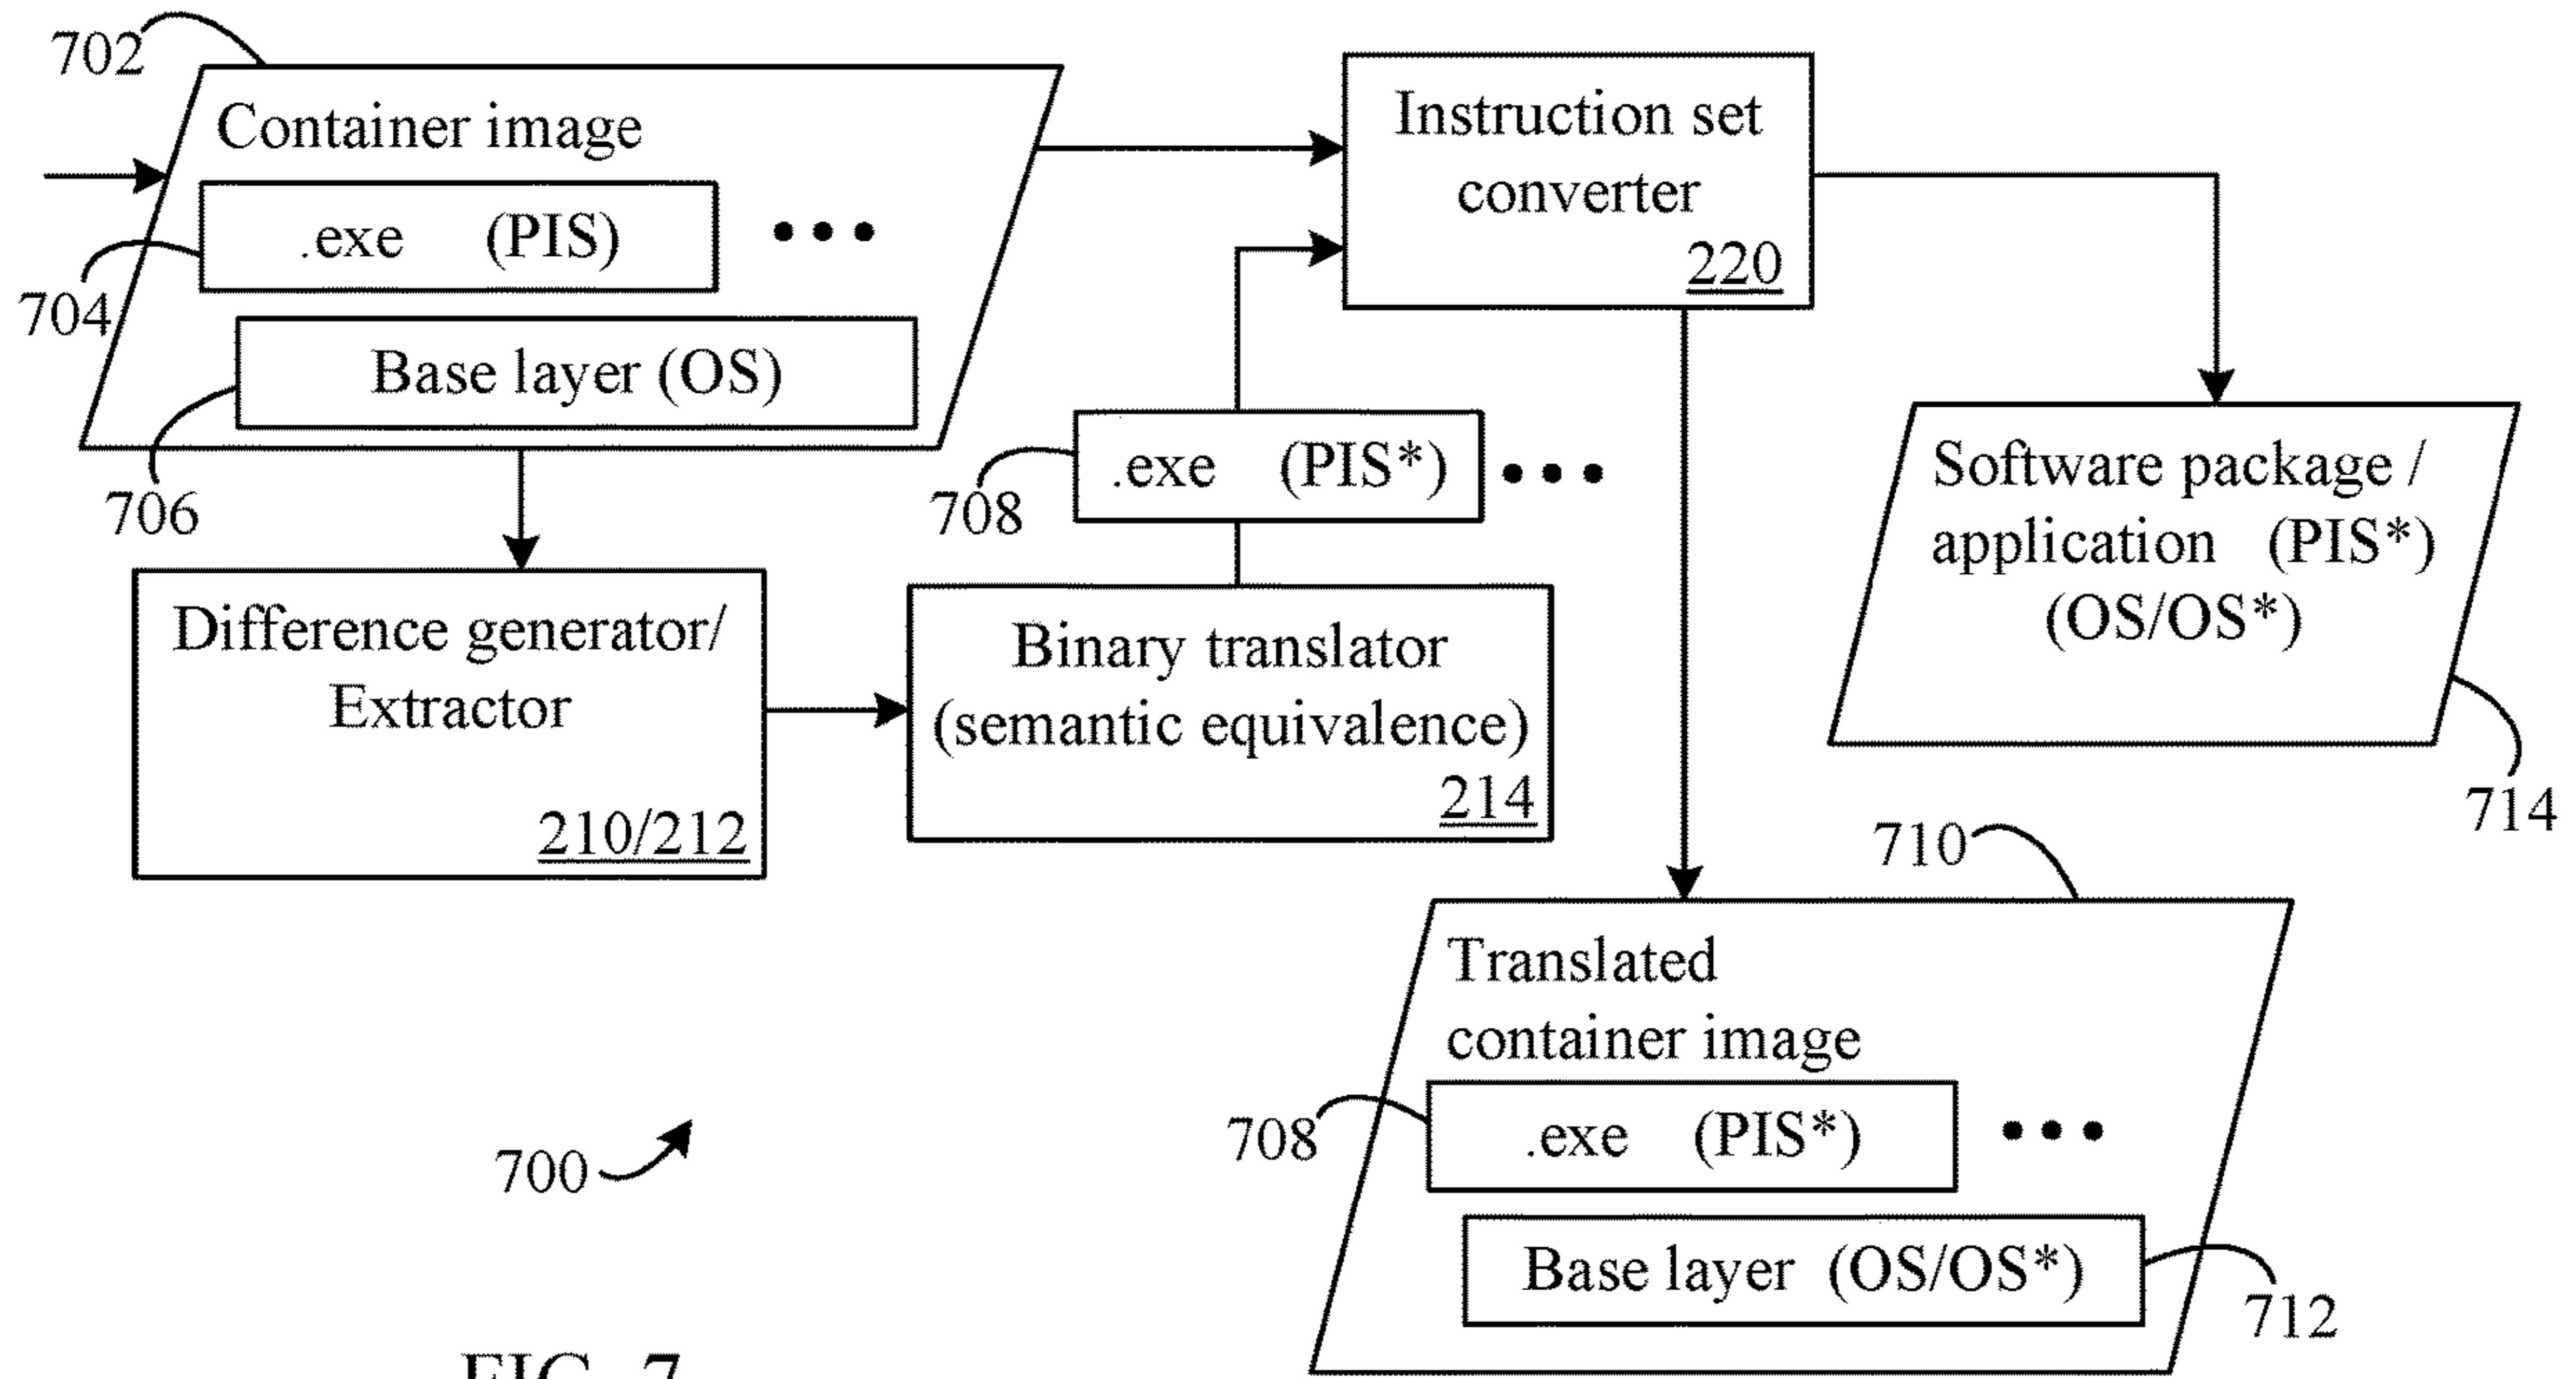 702
Container image
.exe (PIS)
704
Base layer (OS)
706
Instruction set
converter
220
.exe (PIS*)
708
Software package /
application (PIS*)
(OS/OS*)
714
Difference generator/
Extractor
210/212
Binary translator
(semantic equivalence)
214
710
Translated
container image
708
.exe (PIS*)
Base layer (OS/OS*)
712
700
FIG. 7